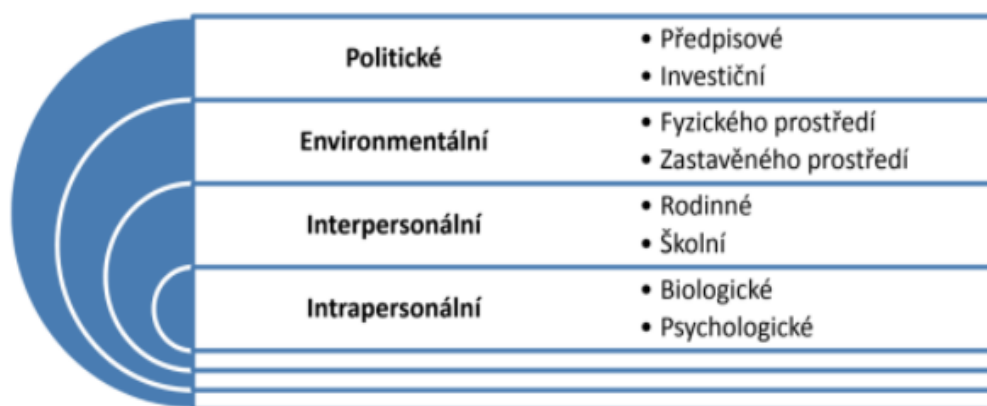 Politické
• Předpisové
• Investiční
Environmentální
• Fyzického prostředí
• Zastavěného prostředí
Interpersonální
• Rodinné
• Školní
Intrapersonální
• Biologické
• Psychologické